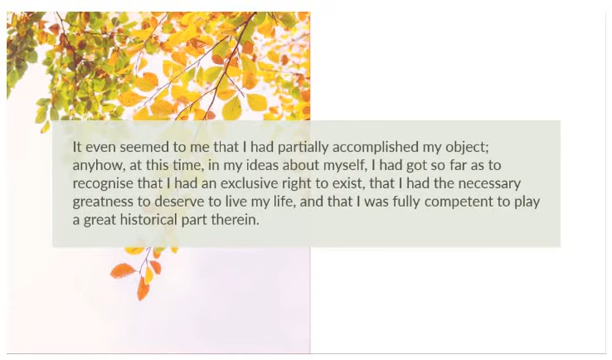 It even seemed to me that I had partially accomplished my object;
anyhow, at this time, in my ideas about myself, I had got so far as to
recognise that I had an exclusive right to exist, that I had the necessary
greatness to deserve to live my life, and that I was fully competent to play
a great historical part therein.